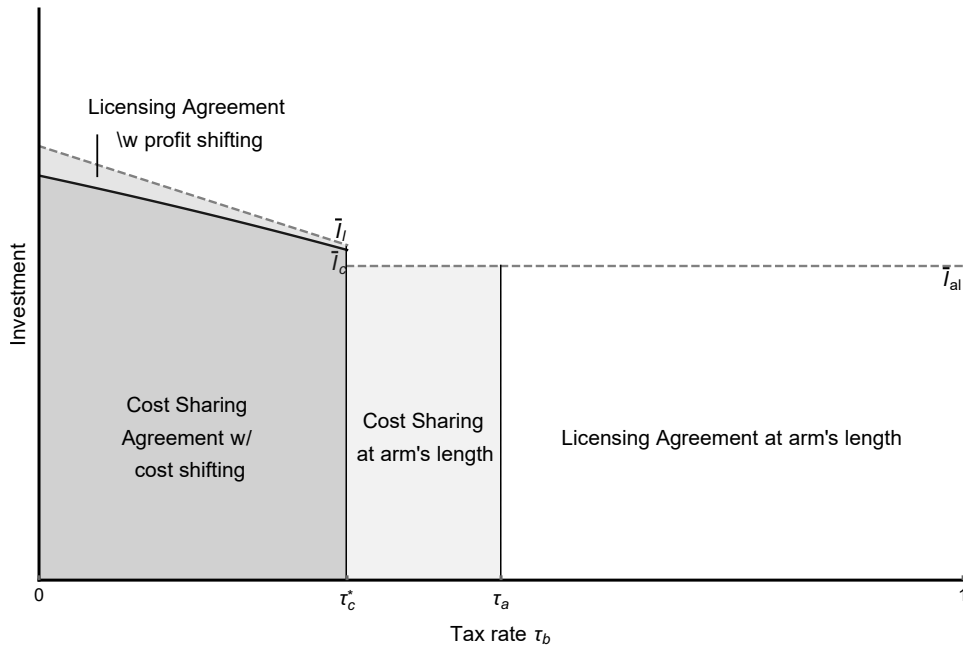 Licensing Agreement
\w profit shifting
Ī_l
Ī_c
Ī_al
Investment
Cost Sharing
Agreement w/
cost shifting
Cost Sharing
at arm's length
Licensing Agreement at arm's length
0
τ_c^*
τ_a
1
Tax rate τ_b